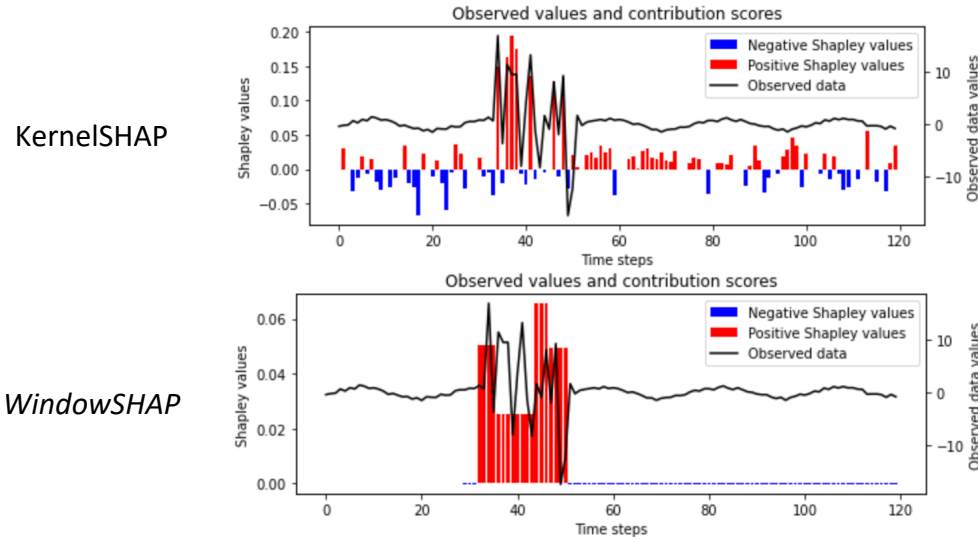 Observed values and contribution scores
KernelSHAP
Shapley values
0.20
0.15
0.10
0.05
0.00
−0.05
Negative Shapley values
Positive Shapley values
Observed data
10
0
−10
Observed data values
0 20 40 60 80 100 120
Time steps
Observed values and contribution scores
WindowSHAP
Shapley values
0.06
0.04
0.02
0.00
Negative Shapley values
Positive Shapley values
Observed data
10
0
−10
Observed data values
0 20 40 60 80 100 120
Time steps